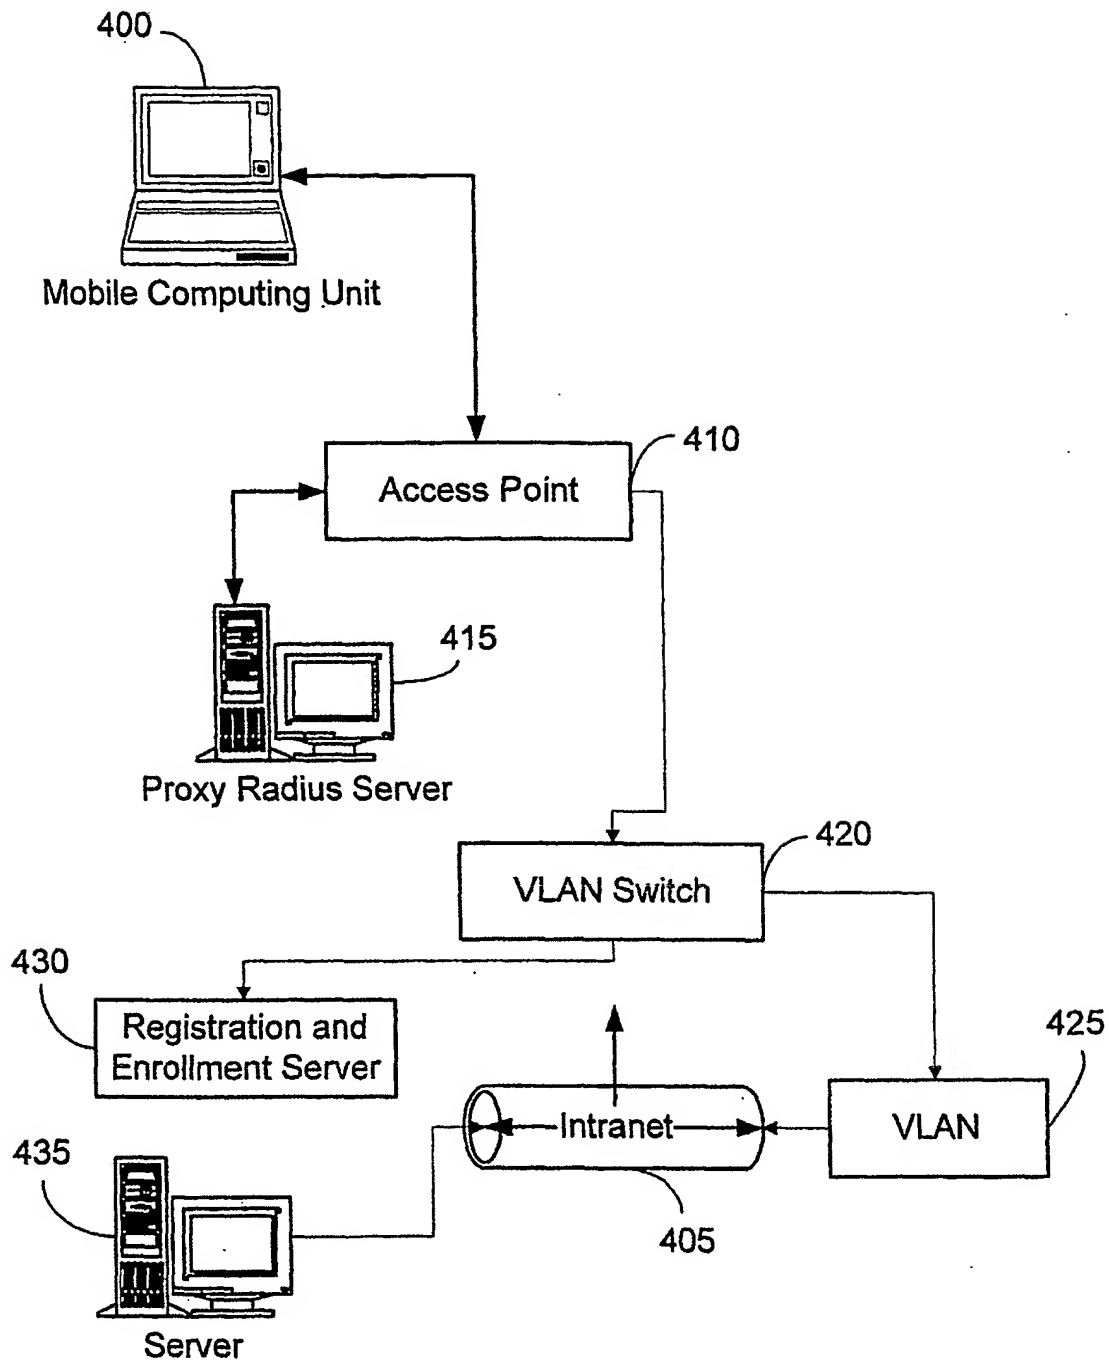 400
Mobile Computing Unit
410
Access Point
415
Proxy Radius Server
420
VLAN Switch
430
Registration and
Enrollment Server
425
VLAN
Intranet
405
435
Server